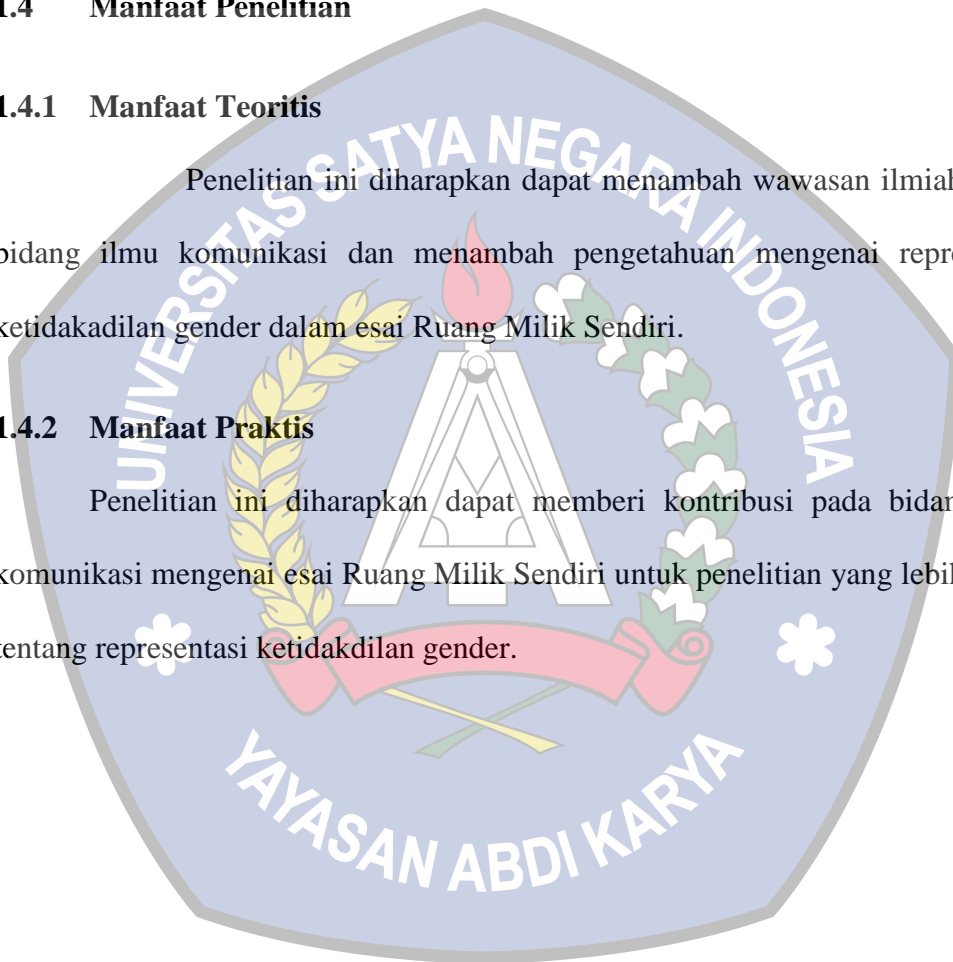 1.4 Manfaat Penelitian
1.4.1 Manfaat Teoritis
Penelitian ini diharapkan dapat menambah wawasan ilmiah
bidang ilmu komunikasi dan menambah pengetahuan mengenai repre
ketidakadilan gender dalam esai Ruang Milik Sendiri.
1.4.2 Manfaat Praktis
Penelitian ini diharapkan dapat memberi kontribusi pada bidan
komunikasi mengenai esai Ruang Milik Sendiri untuk penelitian yang lebih
tentang representasi ketidakdilan gender.
UNIVERSITAS SATYA NEGARA INDONESIA
YAYASAN ABDI KARYA